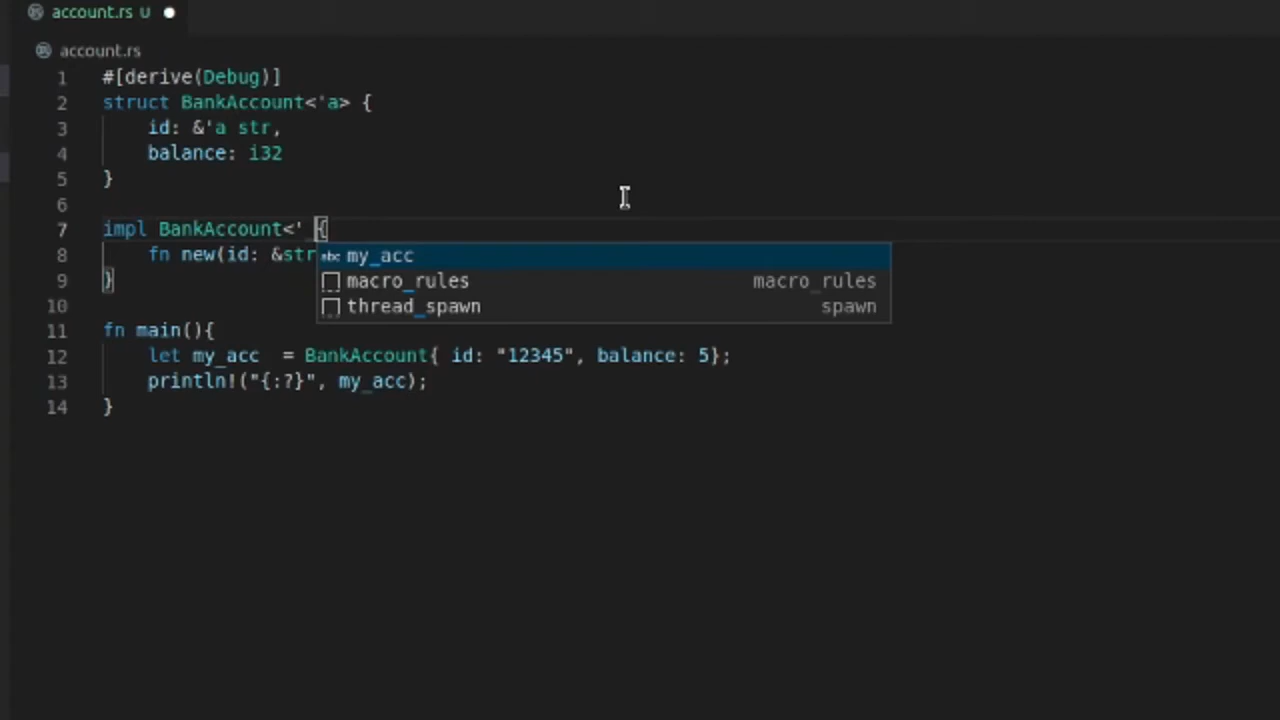 account.rs U
account.rs
1 #[derive(Debug)]
2 struct BankAccount<'a> {
3 id: &'a str,
4 balance: i32
5 }
6
7 impl BankAccount<'_{
8 fn new(id: &str
my_acc
macro_rules macro_rules
thread_spawn spawn
9 }
10
11 fn main(){
12 let my_acc  = BankAccount{ id: "12345", balance: 5};
13 println!("{:?}", my_acc);
14 }